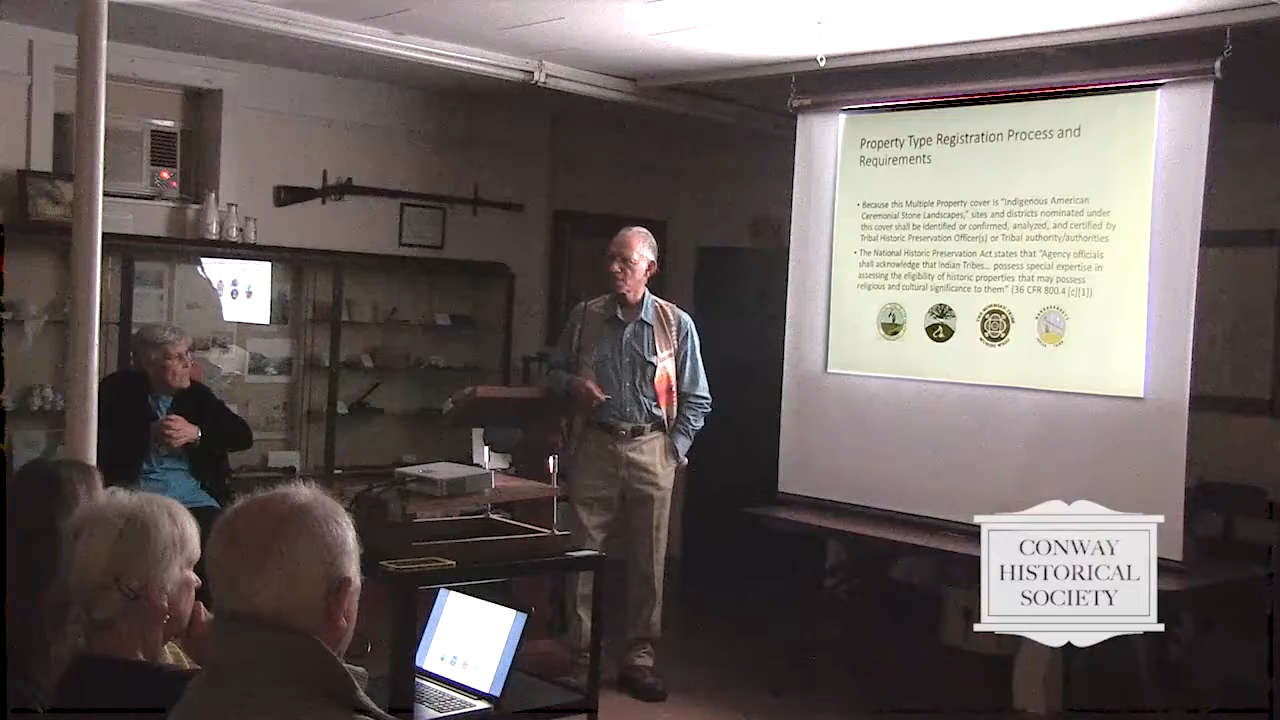 Property Type Registration Process and
Requirements
• Because this Multiple Property cover is "Indigenous American
Ceremonial Stone Landscapes," sites and districts nominated under
this cover shall be identified or confirmed, analyzed, and certified by
Tribal Historic Preservation Officer(s) or Tribal authority/authorities
• The National Historic Preservation Act states that "Agency officials
shall acknowledge that Indian Tribes... possess special expertise in
assessing the eligibility of historic properties that may possess
religious and cultural significance to them" (36 CFR 800.4 [c][1])
CONWAY
HISTORICAL
SOCIETY